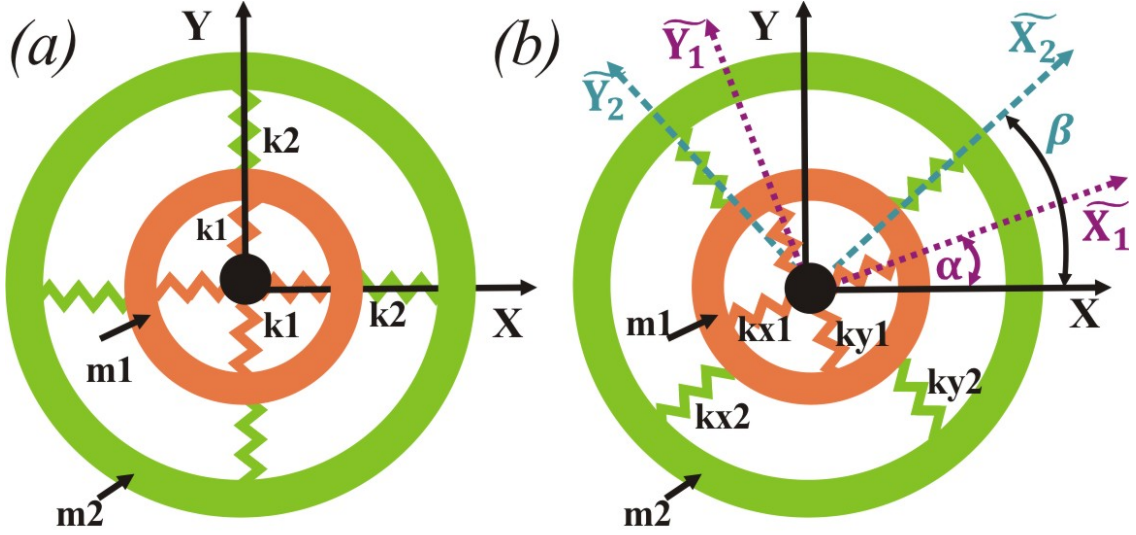 (a)
Y
k2
k1
k1
k2
X
m1
m2
(b)
Y
Ỹ₁
X̃₂
Ỹ₂
β
X̃₁
α
X
m1
kx1
ky1
kx2
ky2
m2